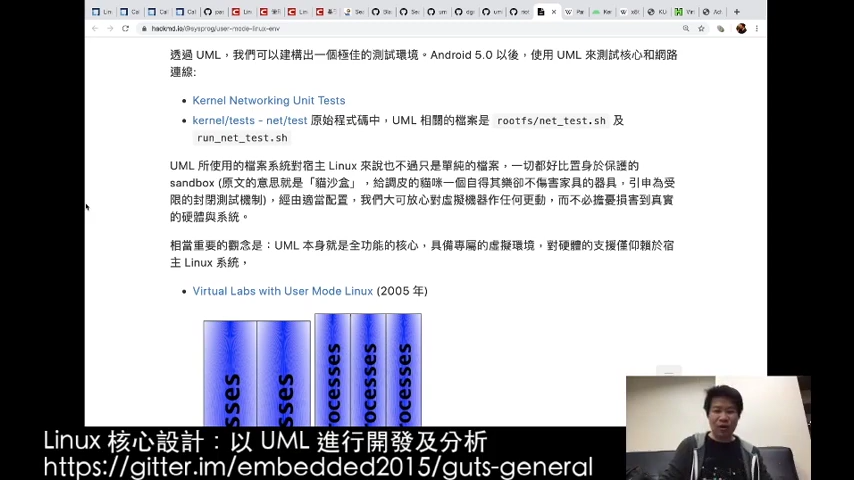 hackmd.io/@sysprog/user-mode-linux-env
透過 UML，我們可以建構出一個極佳的測試環境。Android 5.0 以後，使用 UML 來測試核心和網路
連線:
Kernel Networking Unit Tests
kernel/tests - net/test 原始程式碼中，UML 相關的檔案是 rootfs/net_test.sh 及
run_net_test.sh
UML 所使用的檔案系統對宿主 Linux 來說也不過只是單純的檔案，一切都好比置身於保護的
sandbox (原文的意思就是「貓沙盒」，給調皮的貓咪一個自得其樂卻不傷害家具的器具，引申為受
限的封閉測試機制)，經由適當配置，我們大可放心對虛擬機器作任何更動，而不必擔憂損害到真實
的硬體與系統。
相當重要的觀念是：UML 本身就是全功能的核心，具備專屬的虛擬環境，對硬體的支援僅仰賴於宿
主 Linux 系統，
Virtual Labs with User Mode Linux (2005 年)
sses
esses
rocesses
rocesses
rocesses
Linux 核心設計：以 UML 進行開發及分析
https://gitter.im/embedded2015/guts-general